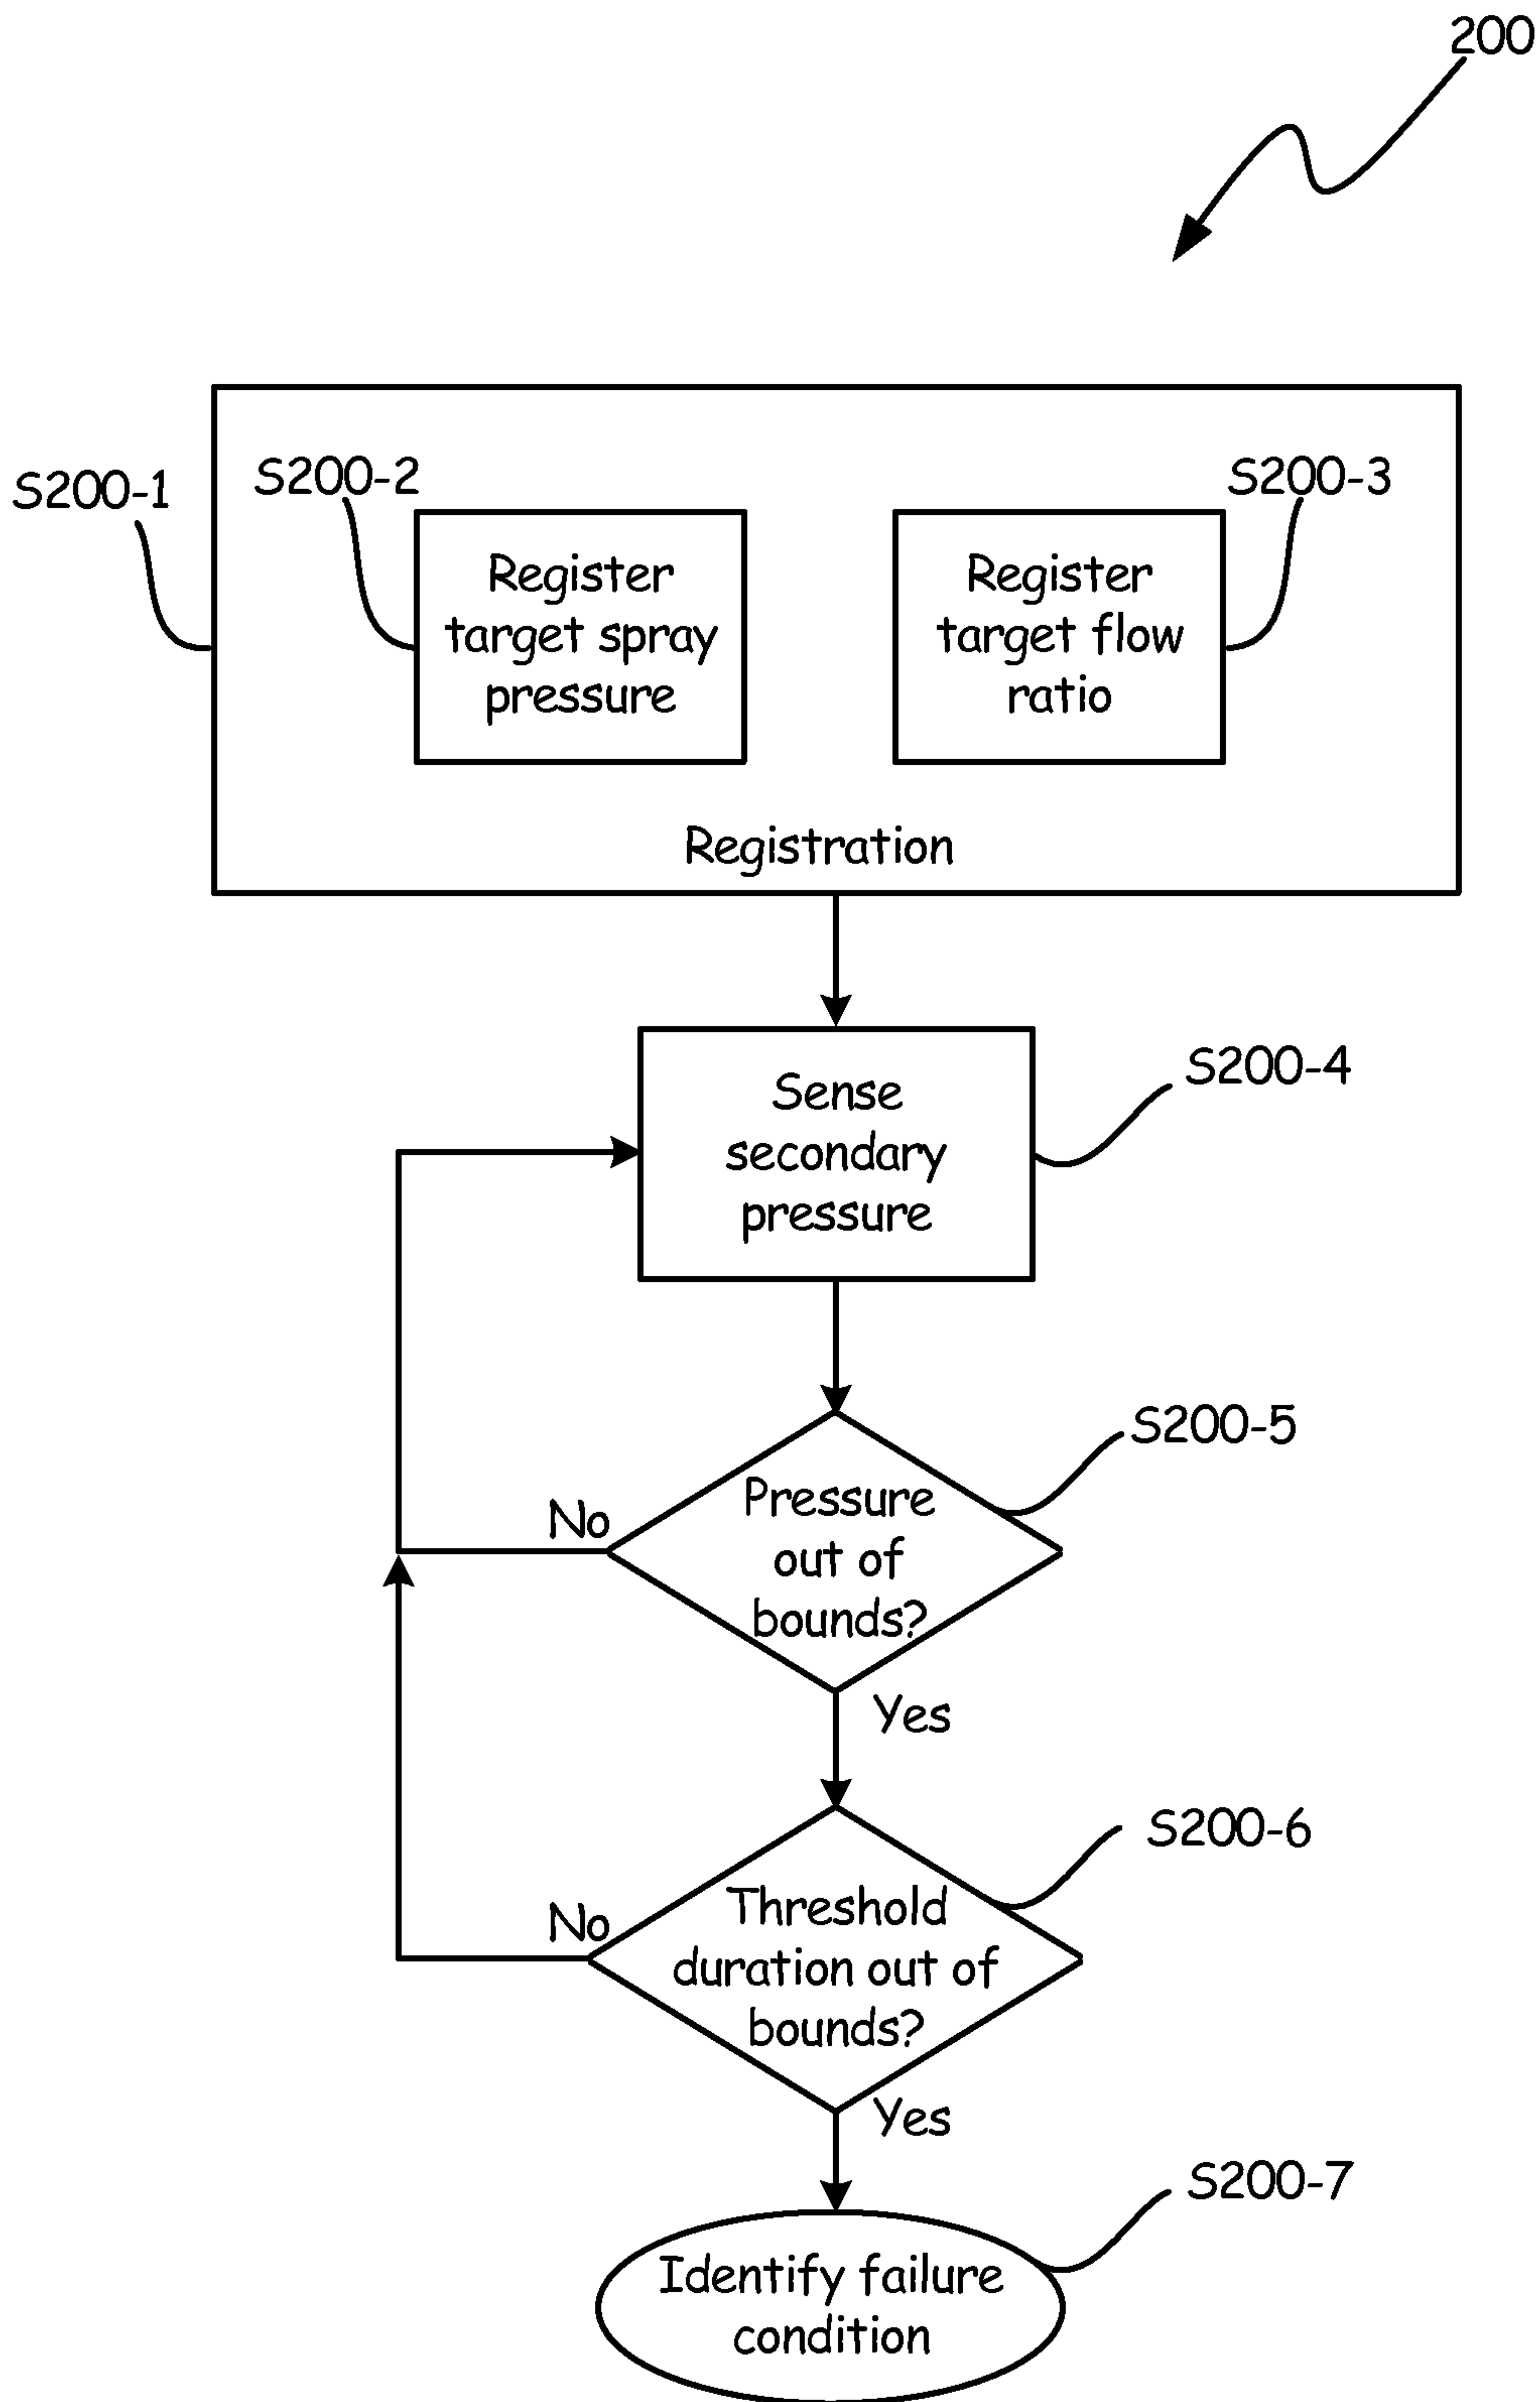 200
S200-1
S200-2
S200-3
Register
target spray
pressure
Register
target flow
ratio
Registration
Sense
secondary
pressure
S200-4
S200-5
Pressure
out of
bounds?
No
Yes
S200-6
Threshold
duration out of
bounds?
No
Yes
S200-7
Identify failure
condition